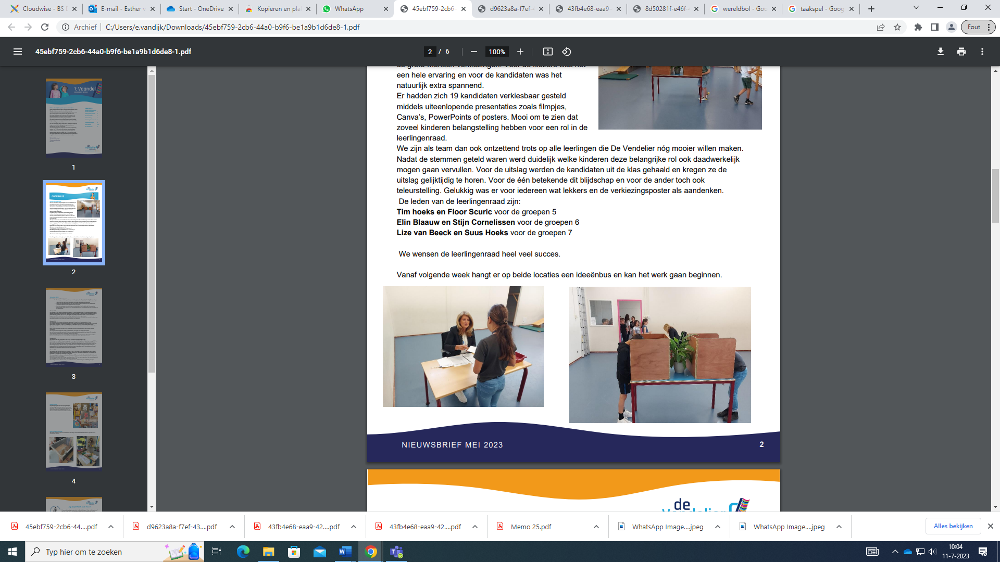 Cloudwise - BS D
E-mail - Esther v
Start - OneDrive
Kopiëren en pla
WhatsApp
45ebf759-2cb6-
d9623a8a-f7ef-
43fb4e68-eaa9-
8d50281f-e46f-
wereldbol - Goo
taakspel - Goog
Archief
C:/Users/e.vandijk/Downloads/45ebf759-2cb6-44a0-b9f6-be1a9b1d6de8-1.pdf
Fout
45ebf759-2cb6-44a0-b9f6-be1a9b1d6de8-1.pdf
2 / 6
100%
't Vaandel
1
2
3
4
een hele ervaring en voor de kandidaten was het
natuurlijk extra spannend.
Er hadden zich 19 kandidaten verkiesbaar gesteld
middels uiteenlopende presentaties zoals filmpjes,
Canva's, PowerPoints of posters. Mooi om te zien dat
zoveel kinderen belangstelling hebben voor een rol in de
leerlingenraad.
We zijn als team dan ook ontzettend trots op alle leerlingen die De Vendelier nóg mooier willen maken.
Nadat de stemmen geteld waren werd duidelijk welke kinderen deze belangrijke rol ook daadwerkelijk
mogen gaan vervullen. Voor de uitslag werden de kandidaten uit de klas gehaald en kregen ze de
uitslag gelijktijdig te horen. Voor de één betekende dit blijdschap en voor de ander toch ook
teleurstelling. Gelukkig was er voor iedereen wat lekkers en de verkiezingsposter als aandenken.
De leden van de leerlingenraad zijn:
Tim hoeks en Floor Scuric voor de groepen 5
Elin Blaauw en Stijn Cornelissen voor de groepen 6
Lize van Beeck en Suus Hoeks voor de groepen 7
We wensen de leerlingenraad heel veel succes.
Vanaf volgende week hangt er op beide locaties een ideeënbus en kan het werk gaan beginnen.
NIEUWSBRIEF MEI 2023
2
de
45ebf759-2cb6-44....pdf
d9623a8a-f7ef-43....pdf
43fb4e68-eaa9-42....pdf
43fb4e68-eaa9-42....pdf
Memo 25.pdf
WhatsApp Image....jpeg
WhatsApp Image....jpeg
Alles bekijken
Typ hier om te zoeken
10:04
11-7-2023